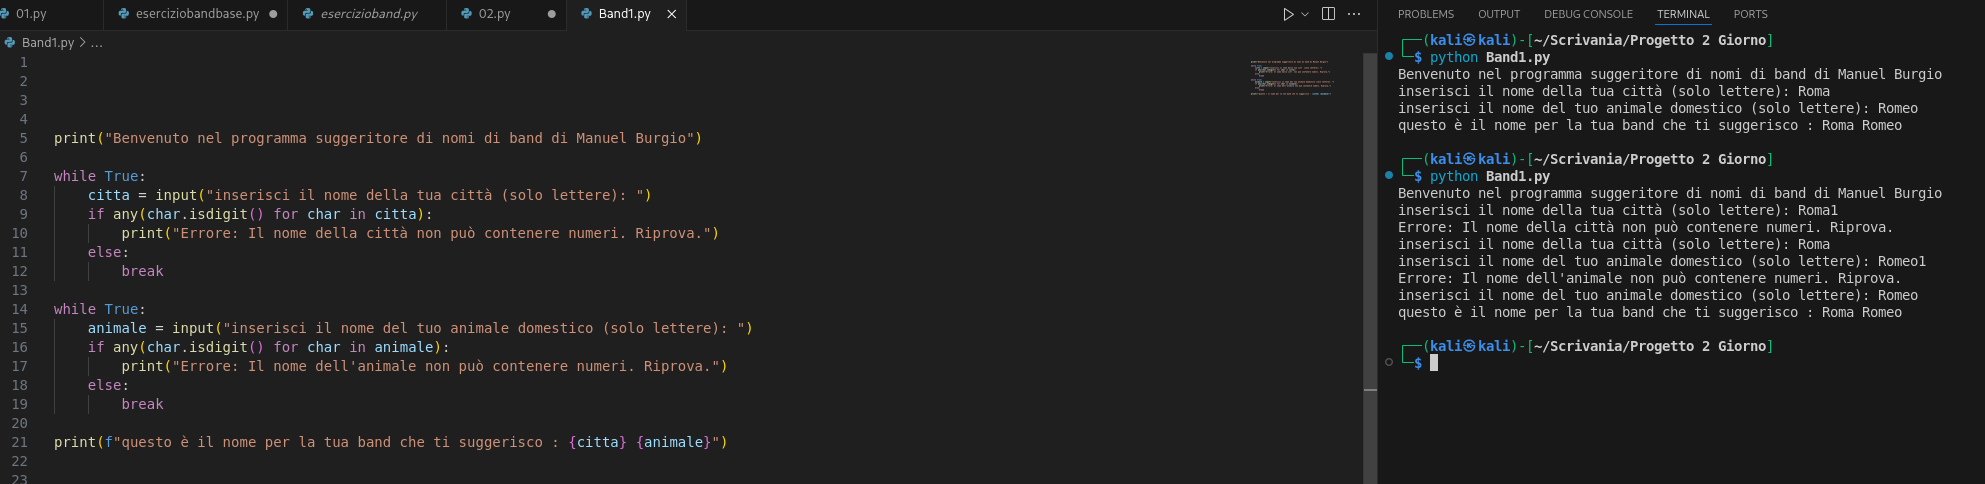 01.py eserciziobandbase.py esercizioband.py 02.py Band1.py
Band1.py > ...
1
2
3
4
5 print("Benvenuto nel programma suggeritore di nomi di band di Manuel Burgio")
6
7 while True:
8 citta = input("inserisci il nome della tua città (solo lettere): ")
9 if any(char.isdigit() for char in citta):
10 print("Errore: Il nome della città non può contenere numeri. Riprova.")
11 else:
12 break
13
14 while True:
15 animale = input("inserisci il nome del tuo animale domestico (solo lettere): ")
16 if any(char.isdigit() for char in animale):
17 print("Errore: Il nome dell'animale non può contenere numeri. Riprova.")
18 else:
19 break
20
21 print(f"questo è il nome per la tua band che ti suggerisco : {citta} {animale}")
22
23
PROBLEMS OUTPUT DEBUG CONSOLE TERMINAL PORTS
┌──(kali㉿kali)-[~/Scrivania/Progetto 2 Giorno]
└─$ python Band1.py
Benvenuto nel programma suggeritore di nomi di band di Manuel Burgio
inserisci il nome della tua città (solo lettere): Roma
inserisci il nome del tuo animale domestico (solo lettere): Romeo
questo è il nome per la tua band che ti suggerisco : Roma Romeo
┌──(kali㉿kali)-[~/Scrivania/Progetto 2 Giorno]
└─$ python Band1.py
Benvenuto nel programma suggeritore di nomi di band di Manuel Burgio
inserisci il nome della tua città (solo lettere): Roma1
Errore: Il nome della città non può contenere numeri. Riprova.
inserisci il nome della tua città (solo lettere): Roma
inserisci il nome del tuo animale domestico (solo lettere): Romeo1
Errore: Il nome dell'animale non può contenere numeri. Riprova.
inserisci il nome del tuo animale domestico (solo lettere): Romeo
questo è il nome per la tua band che ti suggerisco : Roma Romeo
┌──(kali㉿kali)-[~/Scrivania/Progetto 2 Giorno]
└─$